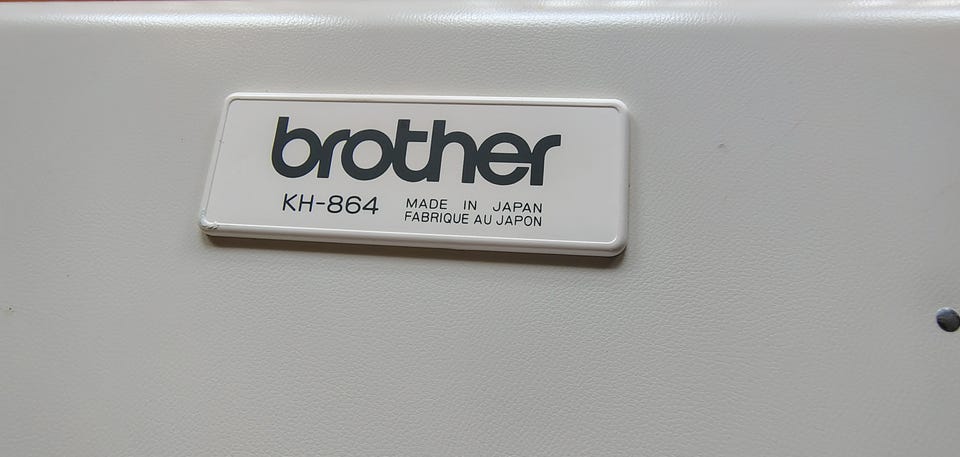 brother
KH-864
MADE IN JAPAN
FABRIQUE AU JAPON